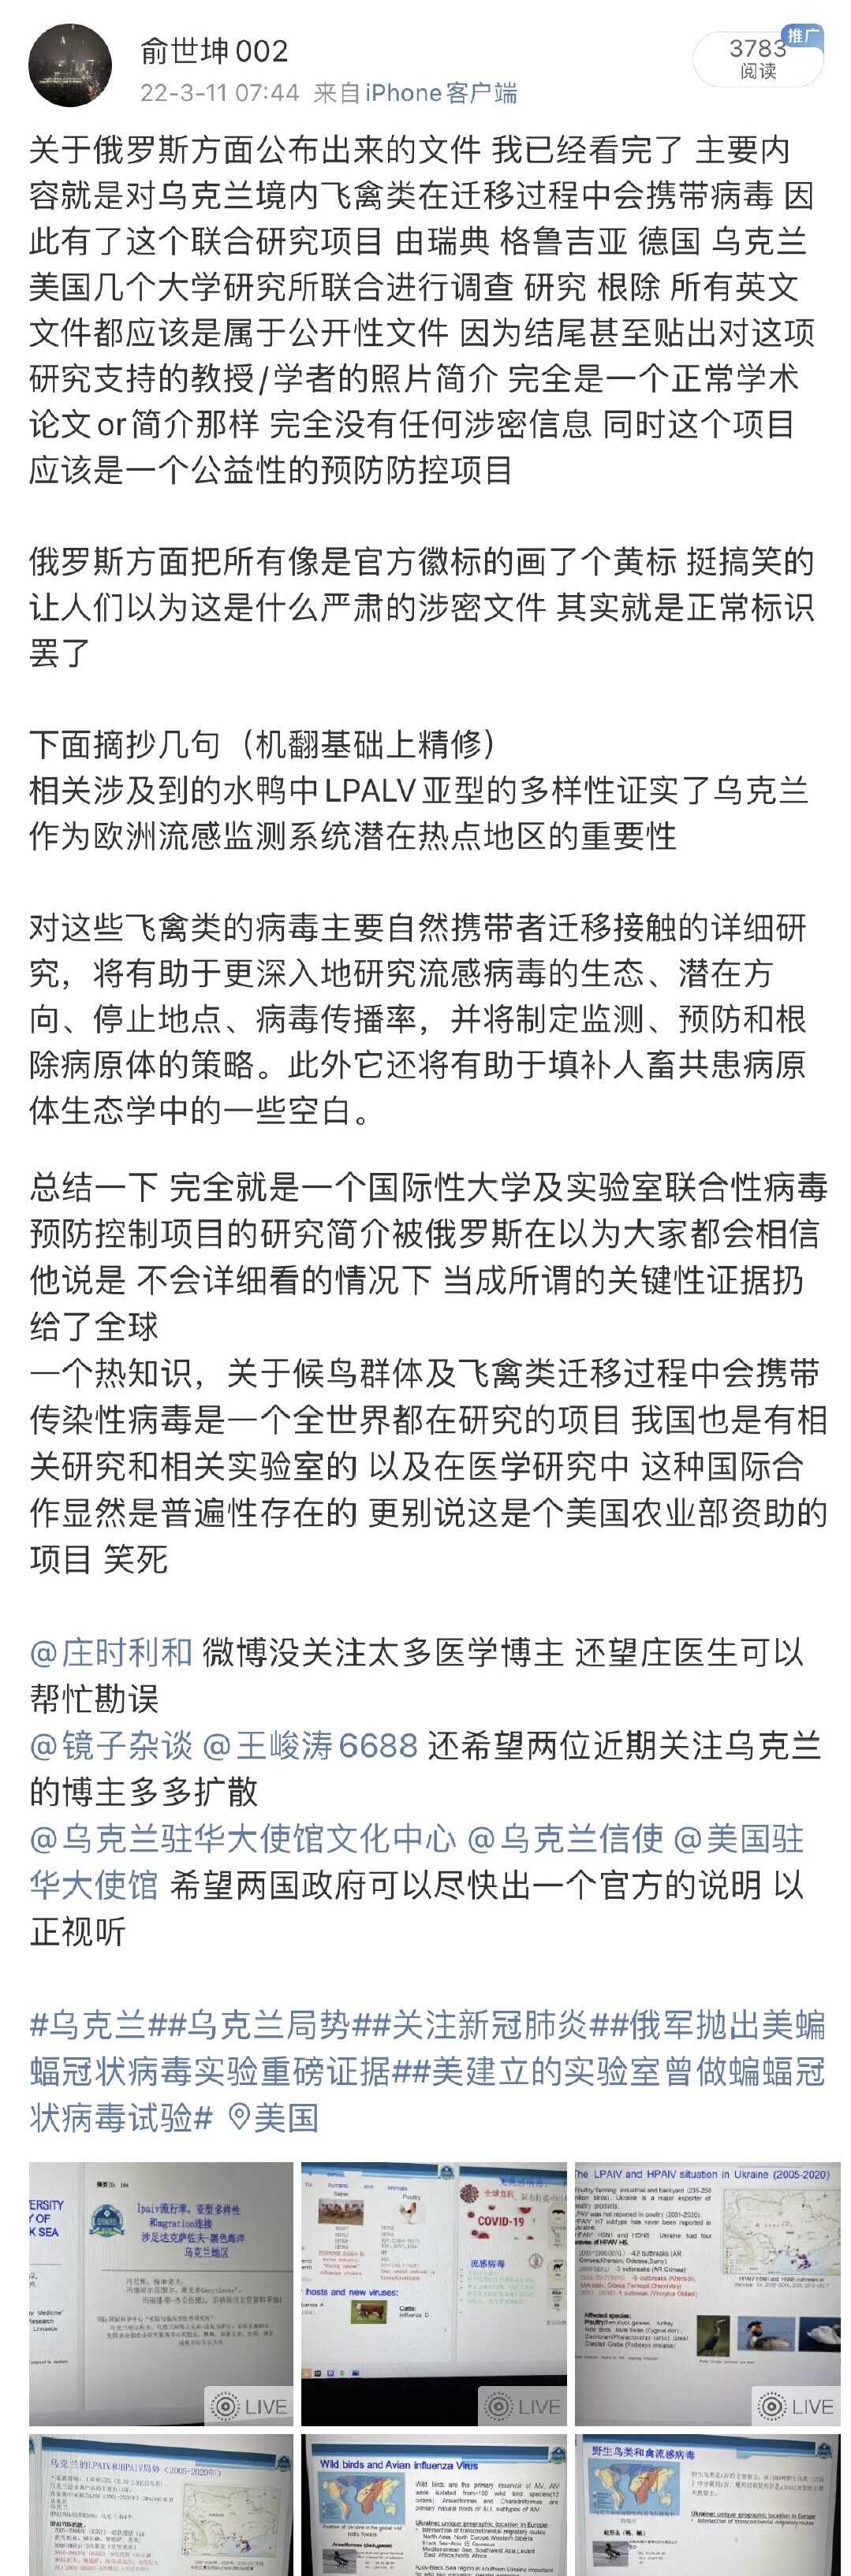 俞世坤002
22-3-11 07:44 来自iPhone客户端
3783
推广
阅读
关于俄罗斯方面公布出来的文件 我已经看完了 主要内
容就是对乌克兰境内飞禽类在迁移过程中会携带病毒 因
此有了这个联合研究项目 由瑞典 格鲁吉亚 德国 乌克兰
美国几个大学研究所联合进行调查 研究 根除 所有英文
文件都应该是属于公开性文件 因为结尾甚至贴出对这项
研究支持的教授/学者的照片简介 完全是一个正常学术
论文or简介那样 完全没有任何涉密信息 同时这个项目
应该是一个公益性的预防防控项目
俄罗斯方面把所有像是官方徽标的画了个黄标 挺搞笑的
让人们以为这是什么严肃的涉密文件 其实就是正常标识
罢了
下面摘抄几句（机翻基础上精修）
相关涉及到的水鸭中LPALV亚型的多样性证实了乌克兰
作为欧洲流感监测系统潜在热点地区的重要性
对这些飞禽类的病毒主要自然携带者迁移接触的详细研
究，将有助于更深入地研究流感病毒的生态、潜在方
向、停止地点、病毒传播率，并将制定监测、预防和根
除病原体的策略。此外它还将有助于填补人畜共患病原
体生态学中的一些空白。
总结一下 完全就是一个国际性大学及实验室联合性病毒
预防控制项目的研究简介被俄罗斯在以为大家都会相信
他说是 不会详细看的情况下 当成所谓的关键性证据扔
给了全球
一个热知识，关于候鸟群体及飞禽类迁移过程中会携带
传染性病毒是一个全世界都在研究的项目 我国也是有相
关研究和相关实验室的 以及在医学研究中 这种国际合
作显然是普遍性存在的 更别说这是个美国农业部资助的
项目 笑死
@庄时利和 微博没关注太多医学博主 还望庄医生可以
帮忙勘误
@镜子杂谈 @王峻涛6688 还希望两位近期关注乌克兰
的博主多多扩散
@乌克兰驻华大使馆文化中心 @乌克兰信使 @美国驻
华大使馆 希望两国政府可以尽快出一个官方的说明 以
正视听
#乌克兰##乌克兰局势##关注新冠肺炎##俄军抛出美蝙
蝠冠状病毒实验重磅证据##美建立的实验室曾做蝙蝠冠
状病毒试验# 美国
摘要ID: 164
ERSITY
Y OF
K SEA
lpaiv流行率，亚型多样性
和migration连接
涉足达克萨佐夫-黑色海洋
乌克兰地区
LIVE
humans and animals
Swine
Poultry
COVID-19
流感病毒
hosts and new viruses:
Cattle:
Influenza D
LIVE
The LPAIV and HPAIV situation in Ukraine (2005-2020)
Affected species:
LIVE
乌克兰的LPAIV和HPAIV局势（2005-2020年）
Wild birds and Avian influenza Virus
Ukraine: unique geographic location in Europe
野生鸟类和禽流感病毒
Ukraine: unique geographic location in Europe